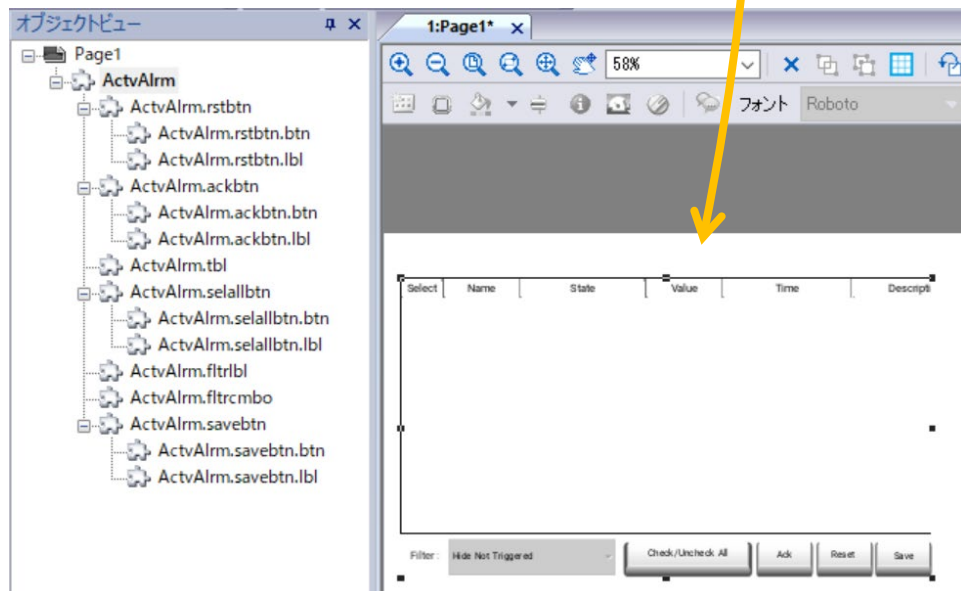 オブジェクトビュー
Page1
ActvAlrm
ActvAlrm.rstbtn
ActvAlrm.rstbtn.btn
ActvAlrm.rstbtn.lbl
ActvAlrm.ackbtn
ActvAlrm.ackbtn.btn
ActvAlrm.ackbtn.lbl
ActvAlrm.tbl
ActvAlrm.selallbtn
ActvAlrm.selallbtn.btn
ActvAlrm.selallbtn.lbl
ActvAlrm.fltrlbl
ActvAlrm.fltrcmbo
ActvAlrm.savebtn
ActvAlrm.savebtn.btn
ActvAlrm.savebtn.lbl
1:Page1*
58%
フォント Roboto
Select Name State Value Time Descripti
Filter: Hide Not Triggered Check/Uncheck All Ack Reset Save